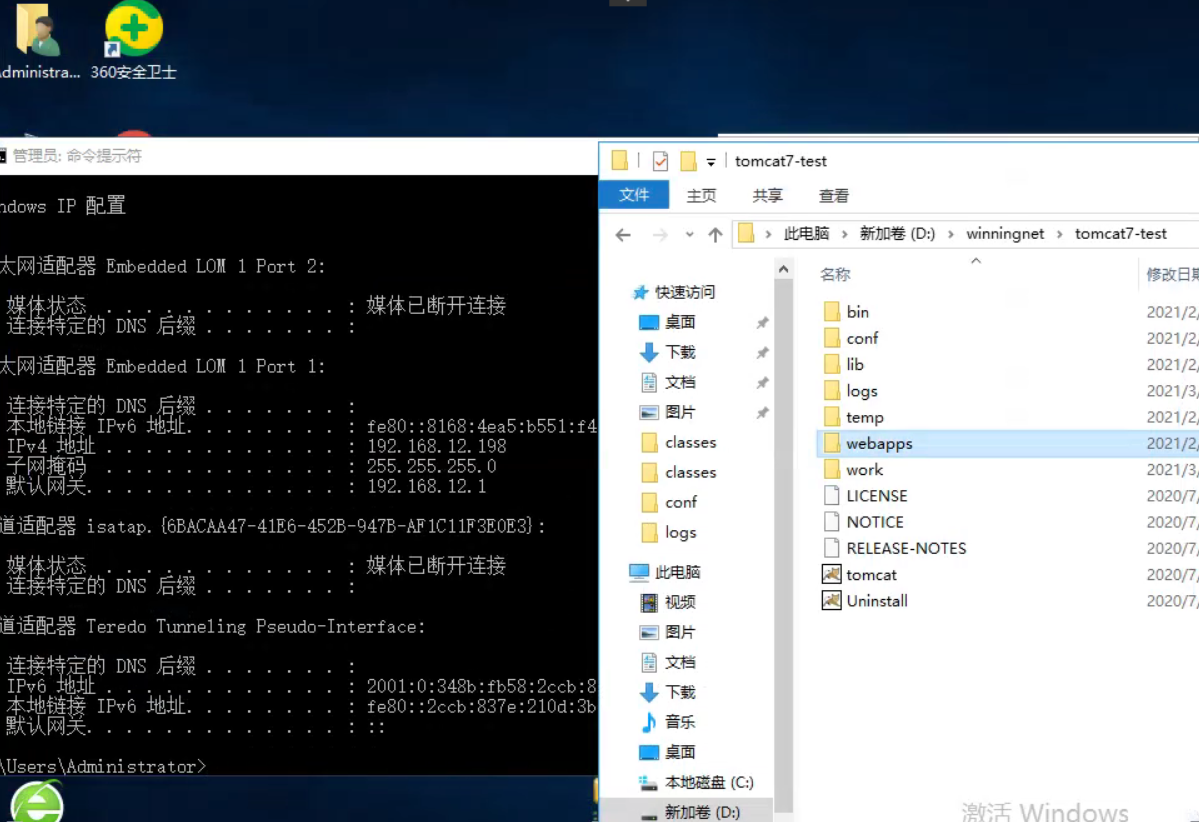 dministra...
360安全卫士
管理员: 命令提示符
ndows IP 配置
太网适配器 Embedded LOM 1 Port 2:
媒体状态 . . . . . . . . . . . . : 媒体已断开连接
连接特定的 DNS 后缀 . . . . . . . :
太网适配器 Embedded LOM 1 Port 1:
连接特定的 DNS 后缀 . . . . . . . :
本地链接 IPv6 地址. . . . . . . . : fe80::8168:4ea5:b551:f4
IPv4 地址 . . . . . . . . . . . . : 192.168.12.198
子网掩码 . . . . . . . . . . . . : 255.255.255.0
默认网关. . . . . . . . . . . . . : 192.168.12.1
道适配器 isatap.{6BACAA47-41E6-452B-947B-AF1C11F3E0E3}:
媒体状态 . . . . . . . . . . . . : 媒体已断开连接
连接特定的 DNS 后缀 . . . . . . . :
道适配器 Teredo Tunneling Pseudo-Interface:
连接特定的 DNS 后缀 . . . . . . . :
IPv6 地址 . . . . . . . . . . . . : 2001:0:348b:fb58:2ccb:8
本地链接 IPv6 地址. . . . . . . . : fe80::2ccb:837e:210d:3b
默认网关. . . . . . . . . . . . . : ::
\Users\Administrator>
tomcat7-test
文件 主页 共享 查看
此电脑 › 新加卷 (D:) › winningnet › tomcat7-test
快速访问
桌面
下载
文档
图片
classes
classes
conf
logs
此电脑
视频
图片
文档
下载
音乐
桌面
本地磁盘 (C:)
新加卷 (D:)
名称 修改日期
bin 2021/2/
conf 2021/2/
lib 2021/2/
logs 2021/3/
temp 2021/2/
webapps 2021/2/
work 2021/3/
LICENSE 2020/7/
NOTICE 2020/7/
RELEASE-NOTES 2020/7/
tomcat 2020/7/
Uninstall 2020/7/
激活 Windows